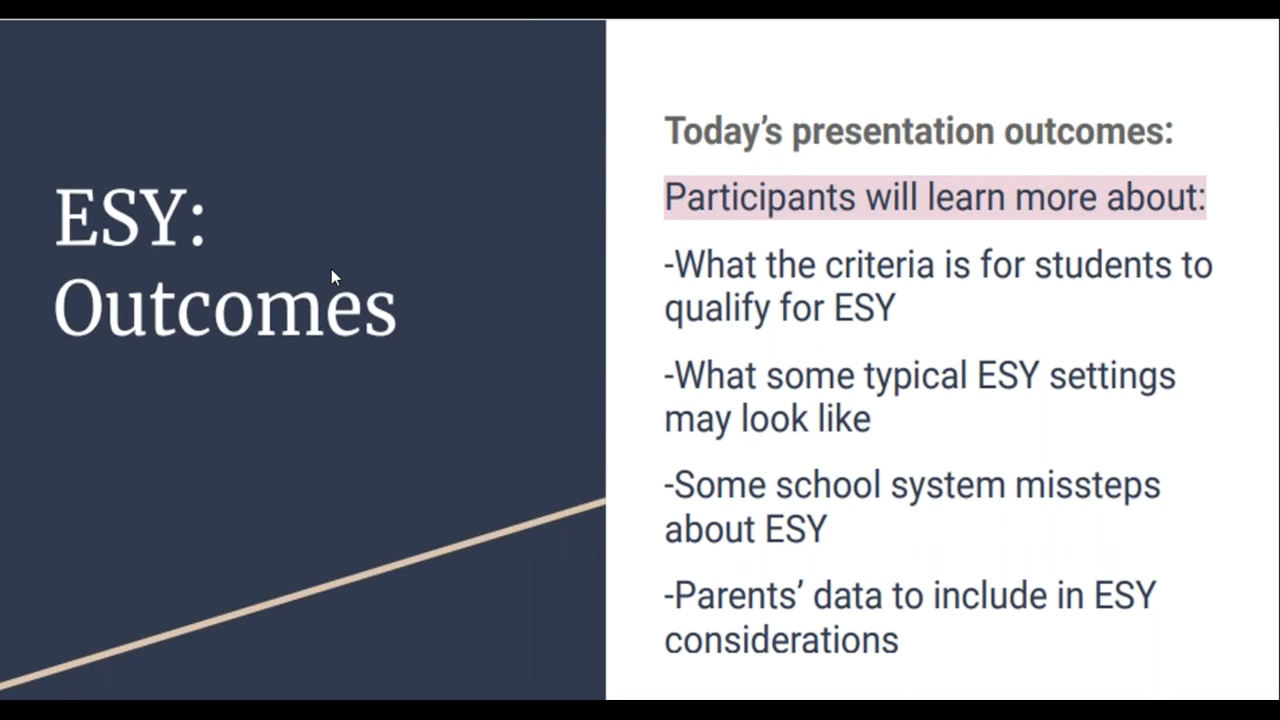 ESY:
Outcomes
Today's presentation outcomes:
Participants will learn more about:
-What the criteria is for students to
qualify for ESY
-What some typical ESY settings
may look like
-Some school system missteps
about ESY
-Parents' data to include in ESY
considerations